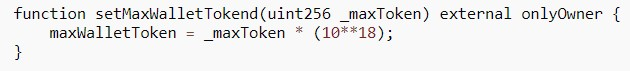 function setMaxWalletTokend(uint256 _maxToken) external onlyOwner {
    maxWalletToken = _maxToken * (10**18);
}